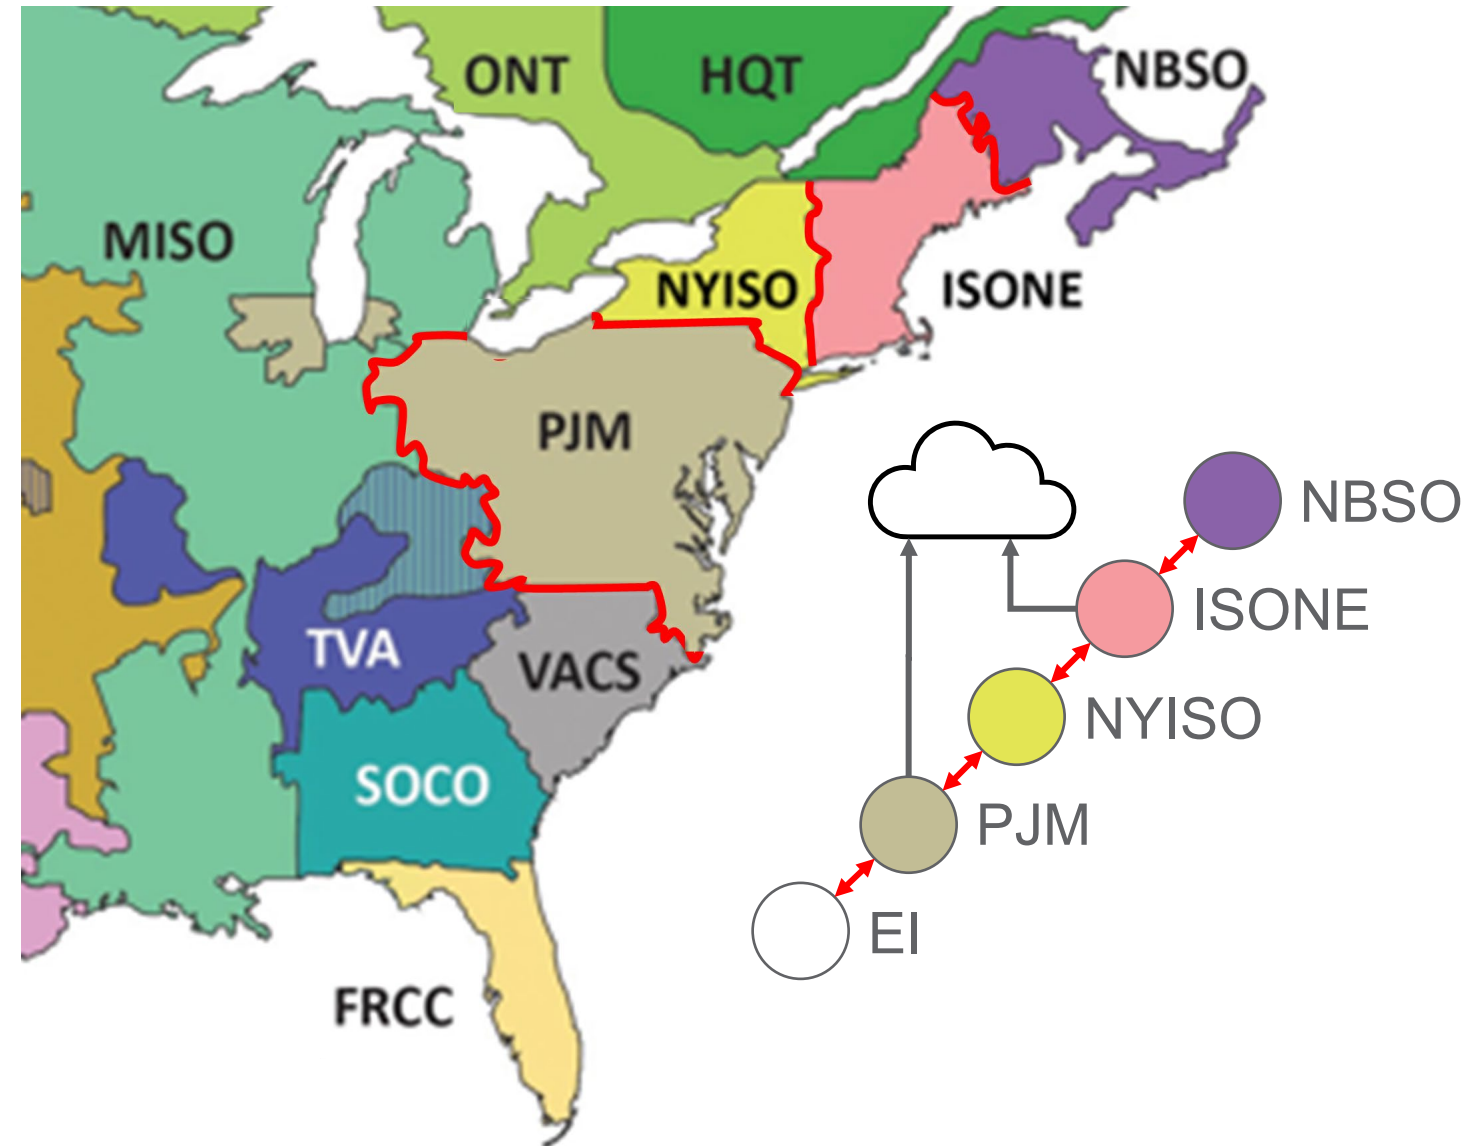 ONT
HQT
NBSO
MISO
NYISO
ISONE
PJM
NBSO
ISONE
TVA
VACS
NYISO
SOCO
PJM
EI
FRCC